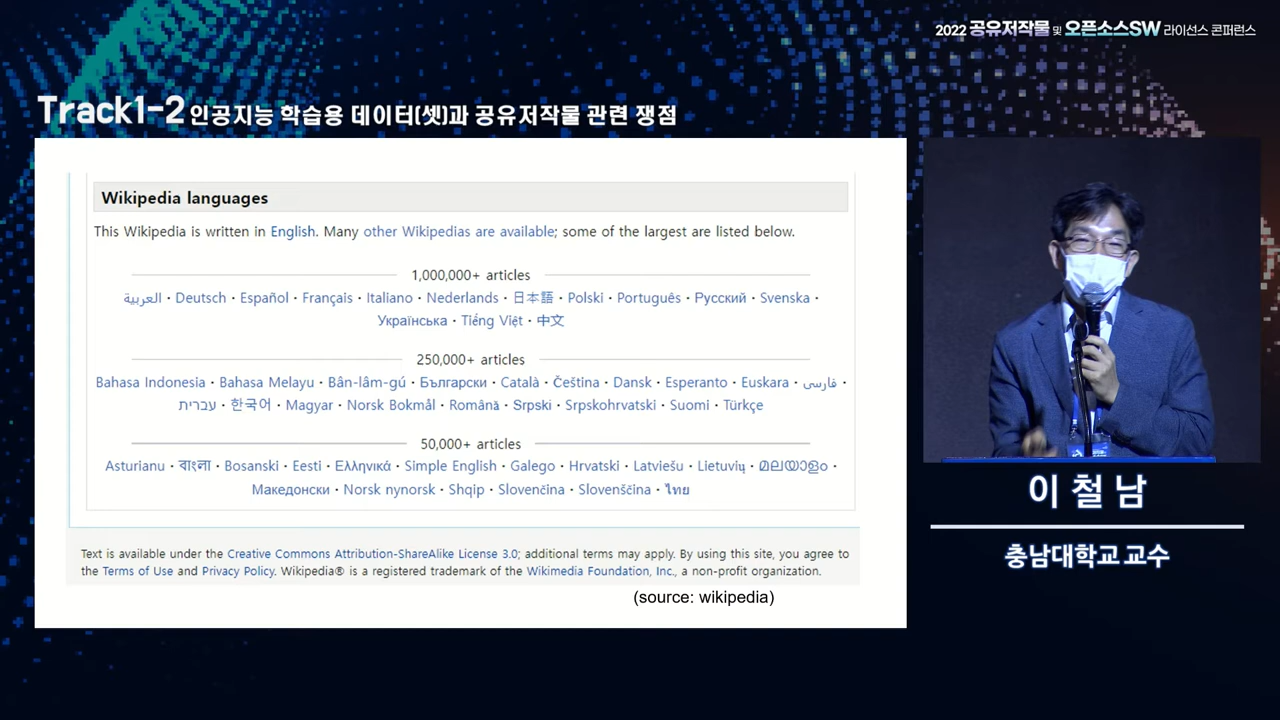 2022 공유저작물 및 오픈소스SW 라이선스 콘퍼런스
Track1-2 인공지능 학습용 데이터(셋)과 공유저작물 관련 쟁점
Wikipedia languages
This Wikipedia is written in English. Many other Wikipedias are available; some of the largest are listed below.
1,000,000+ articles
العربية · Deutsch · Español · Français · Italiano · Nederlands · 日本語 · Polski · Português · Русский · Svenska ·
Українська · Tiếng Việt · 中文
250,000+ articles
Bahasa Indonesia · Bahasa Melayu · Bân-lâm-gú · Български · Català · Čeština · Dansk · Esperanto · Euskara · فارسی ·
עברית · 한국어 · Magyar · Norsk Bokmål · Română · Srpski · Srpskohrvatski · Suomi · Türkçe
50,000+ articles
Asturianu · বাংলা · Bosanski · Eesti · Ελληνικά · Simple English · Galego · Hrvatski · Latviešu · Lietuvių · മലയാളം ·
Македонски · Norsk nynorsk · Shqip · Slovenčina · Slovenščina · ไทย
Text is available under the Creative Commons Attribution-ShareAlike License 3.0; additional terms may apply. By using this site, you agree to
the Terms of Use and Privacy Policy. Wikipedia® is a registered trademark of the Wikimedia Foundation, Inc., a non-profit organization.
(source: wikipedia)
이 철 남
충남대학교 교수